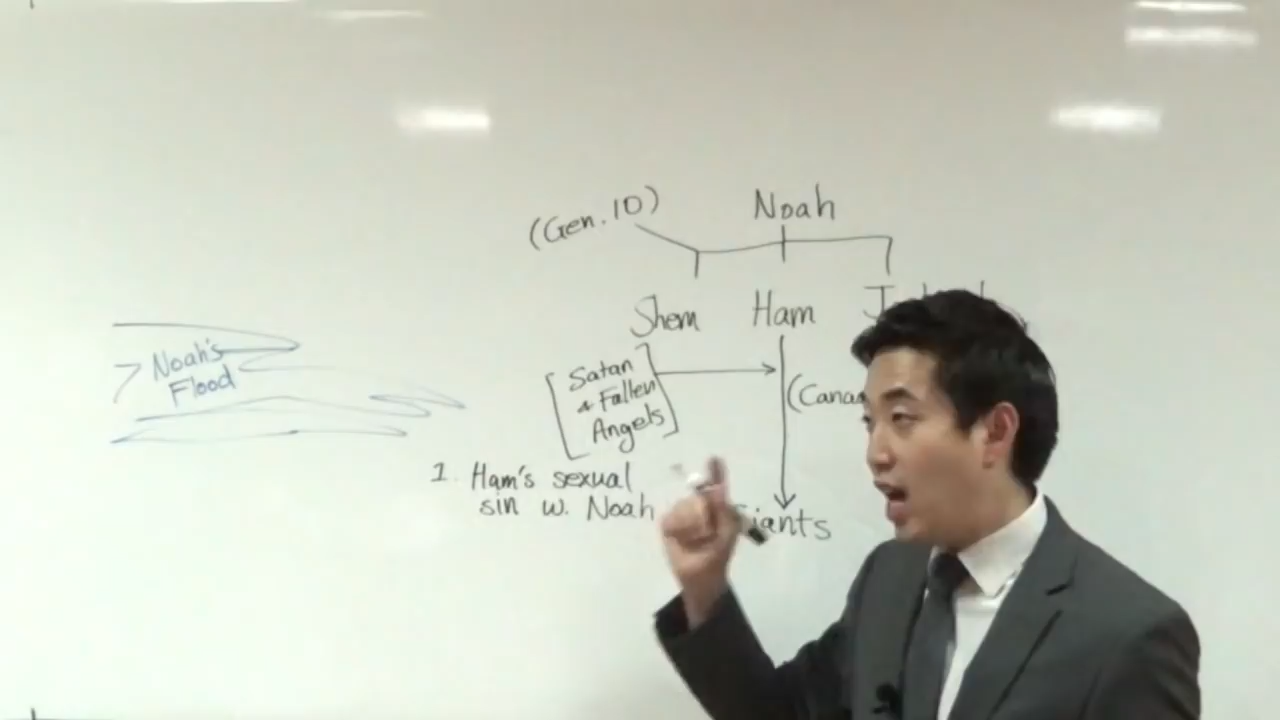 (Gen. 10)
Noah
Shem Ham
Noah's
Flood
Satan
& Fallen
Angels
1. Ham's sexual
sin w. Noah